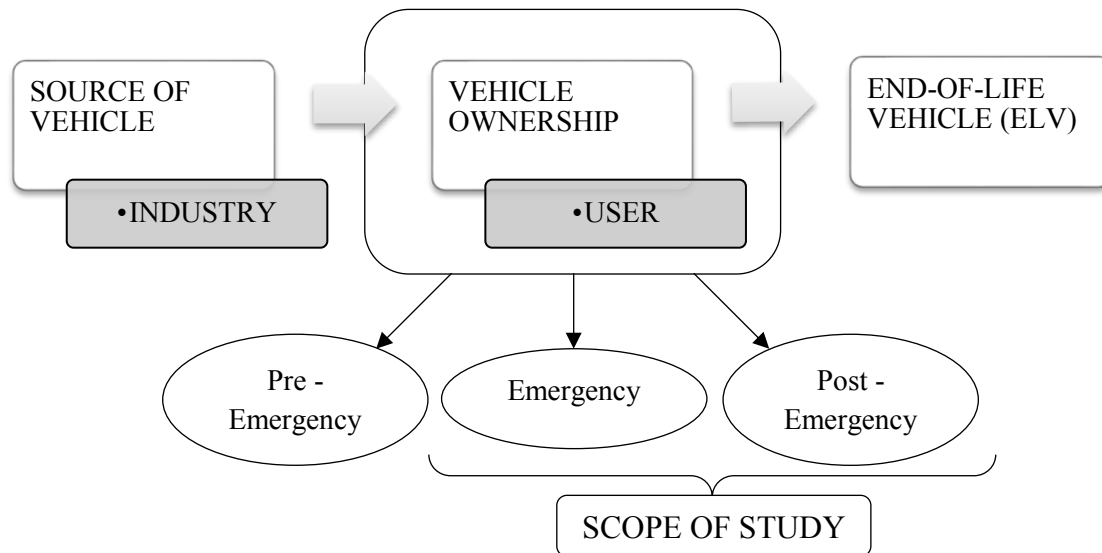 SOURCE OF
VEHICLE
•INDUSTRY
VEHICLE
OWNERSHIP
•USER
END-OF-LIFE
VEHICLE (ELV)
Pre -
Emergency
Emergency
Post -
Emergency
SCOPE OF STUDY